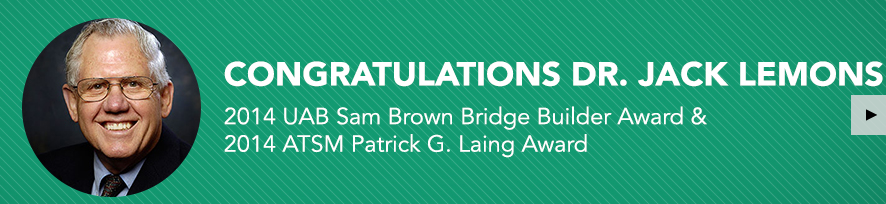 CONGRATULATIONS DR. JACK LEMONS
2014 UAB Sam Brown Bridge Builder Award &
2014 ATSM Patrick G. Laing Award